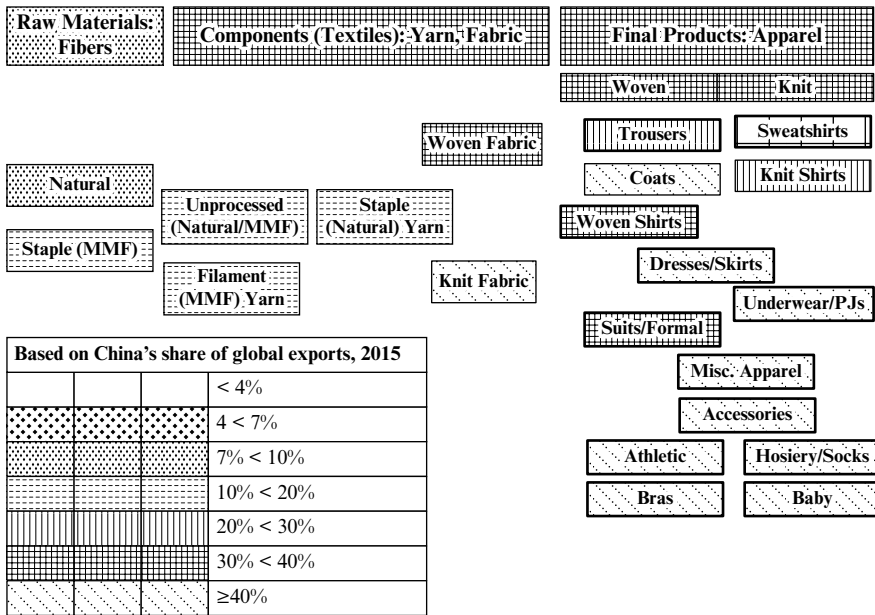 Raw Materials:
Fibers
Components (Textiles): Yarn, Fabric
Final Products: Apparel
Woven
Knit
Woven Fabric
Trousers
Sweatshirts
Natural
Coats
Knit Shirts
Unprocessed
(Natural/MMF)
Staple
(Natural) Yarn
Woven Shirts
Staple (MMF)
Dresses/Skirts
Filament
(MMF) Yarn
Knit Fabric
Underwear/PJs
Suits/Formal
Misc. Apparel
Accessories
Athletic
Hosiery/Socks
Bras
Baby
Based on China’s share of global exports, 2015
< 4%
4 < 7%
7% < 10%
10% < 20%
20% < 30%
30% < 40%
≥40%